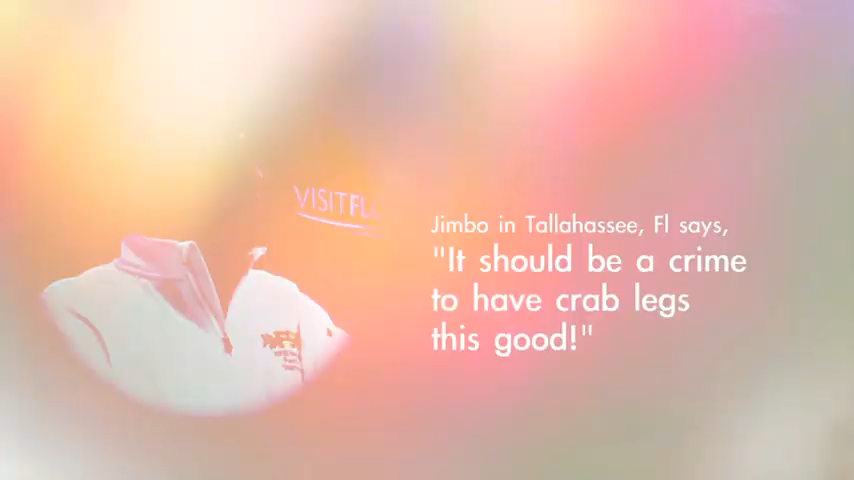 VISITFL
Jimbo in Tallahassee, Fl says,
"It should be a crime
to have crab legs
this good!"